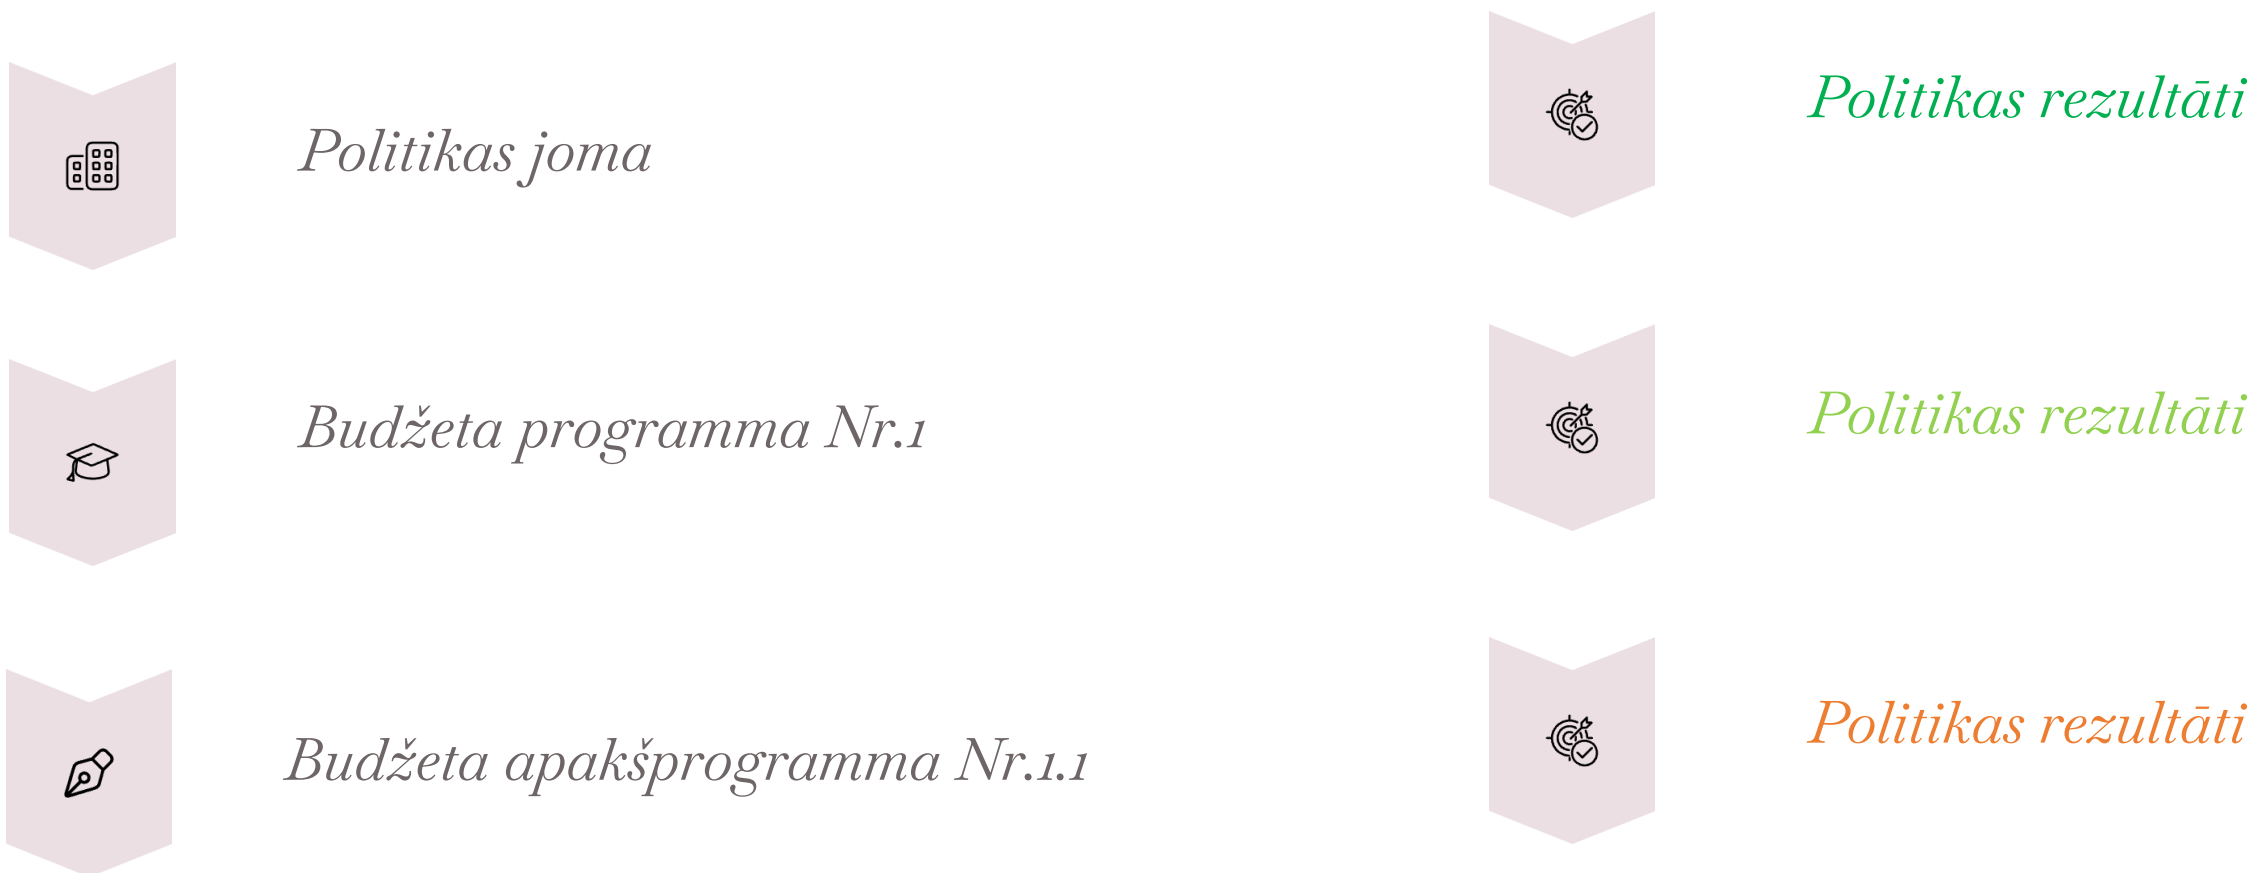 Politikas joma
Politikas rezultāti
Budžeta programma Nr.1
Politikas rezultāti
Budžeta apakšprogramma Nr.1.1
Politikas rezultāti